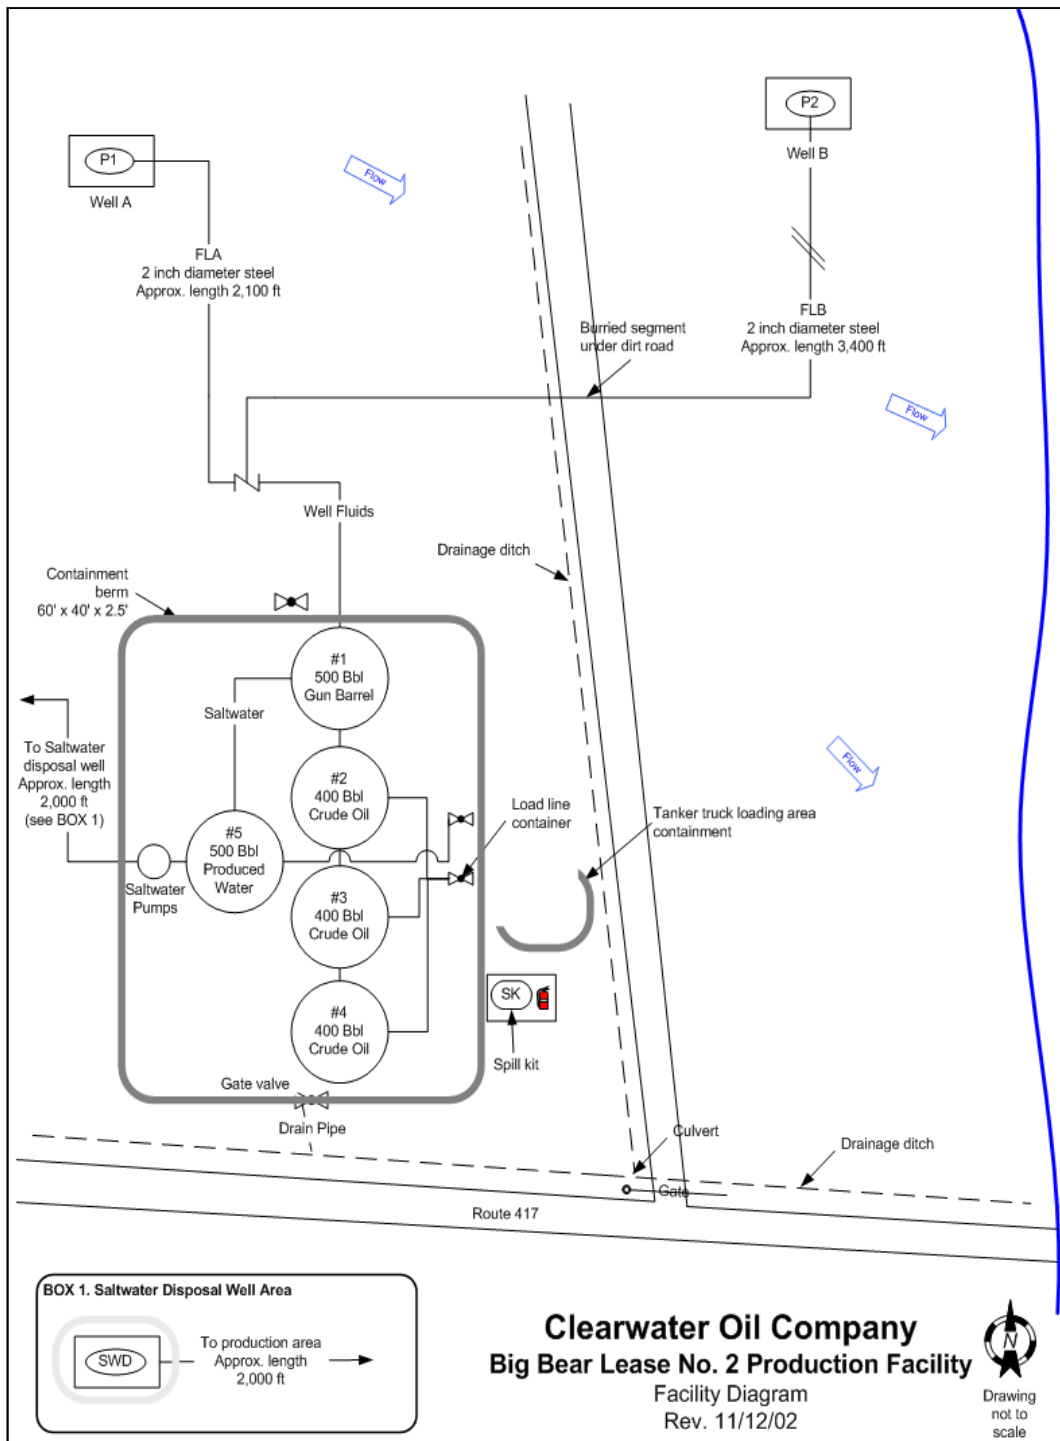 P1
Well A
Flow
P2
Well B
FLA
2 inch diameter steel
Approx. length 2,100 ft
FLB
2 inch diameter steel
Approx. length 3,400 ft
Burried segment
under dirt road
Flow
Well Fluids
Drainage ditch
Containment
berm
60' x 40' x 2.5'
#1
500 Bbl
Gun Barrel
Saltwater
To Saltwater
disposal well
Approx. length
2,000 ft
(see BOX 1)
#2
400 Bbl
Crude Oil
Flow
Load line
container
Tanker truck loading area
containment
#5
500 Bbl
Produced
Water
Saltwater
Pumps
#3
400 Bbl
Crude Oil
#4
400 Bbl
Crude Oil
SK
Spill kit
Gate valve
Drain Pipe
Culvert
Drainage ditch
Gate
Route 417
BOX 1. Saltwater Disposal Well Area
SWD
To production area
Approx. length
2,000 ft
Clearwater Oil Company
Big Bear Lease No. 2 Production Facility
Facility Diagram
Rev. 11/12/02
N
Drawing
not to
scale